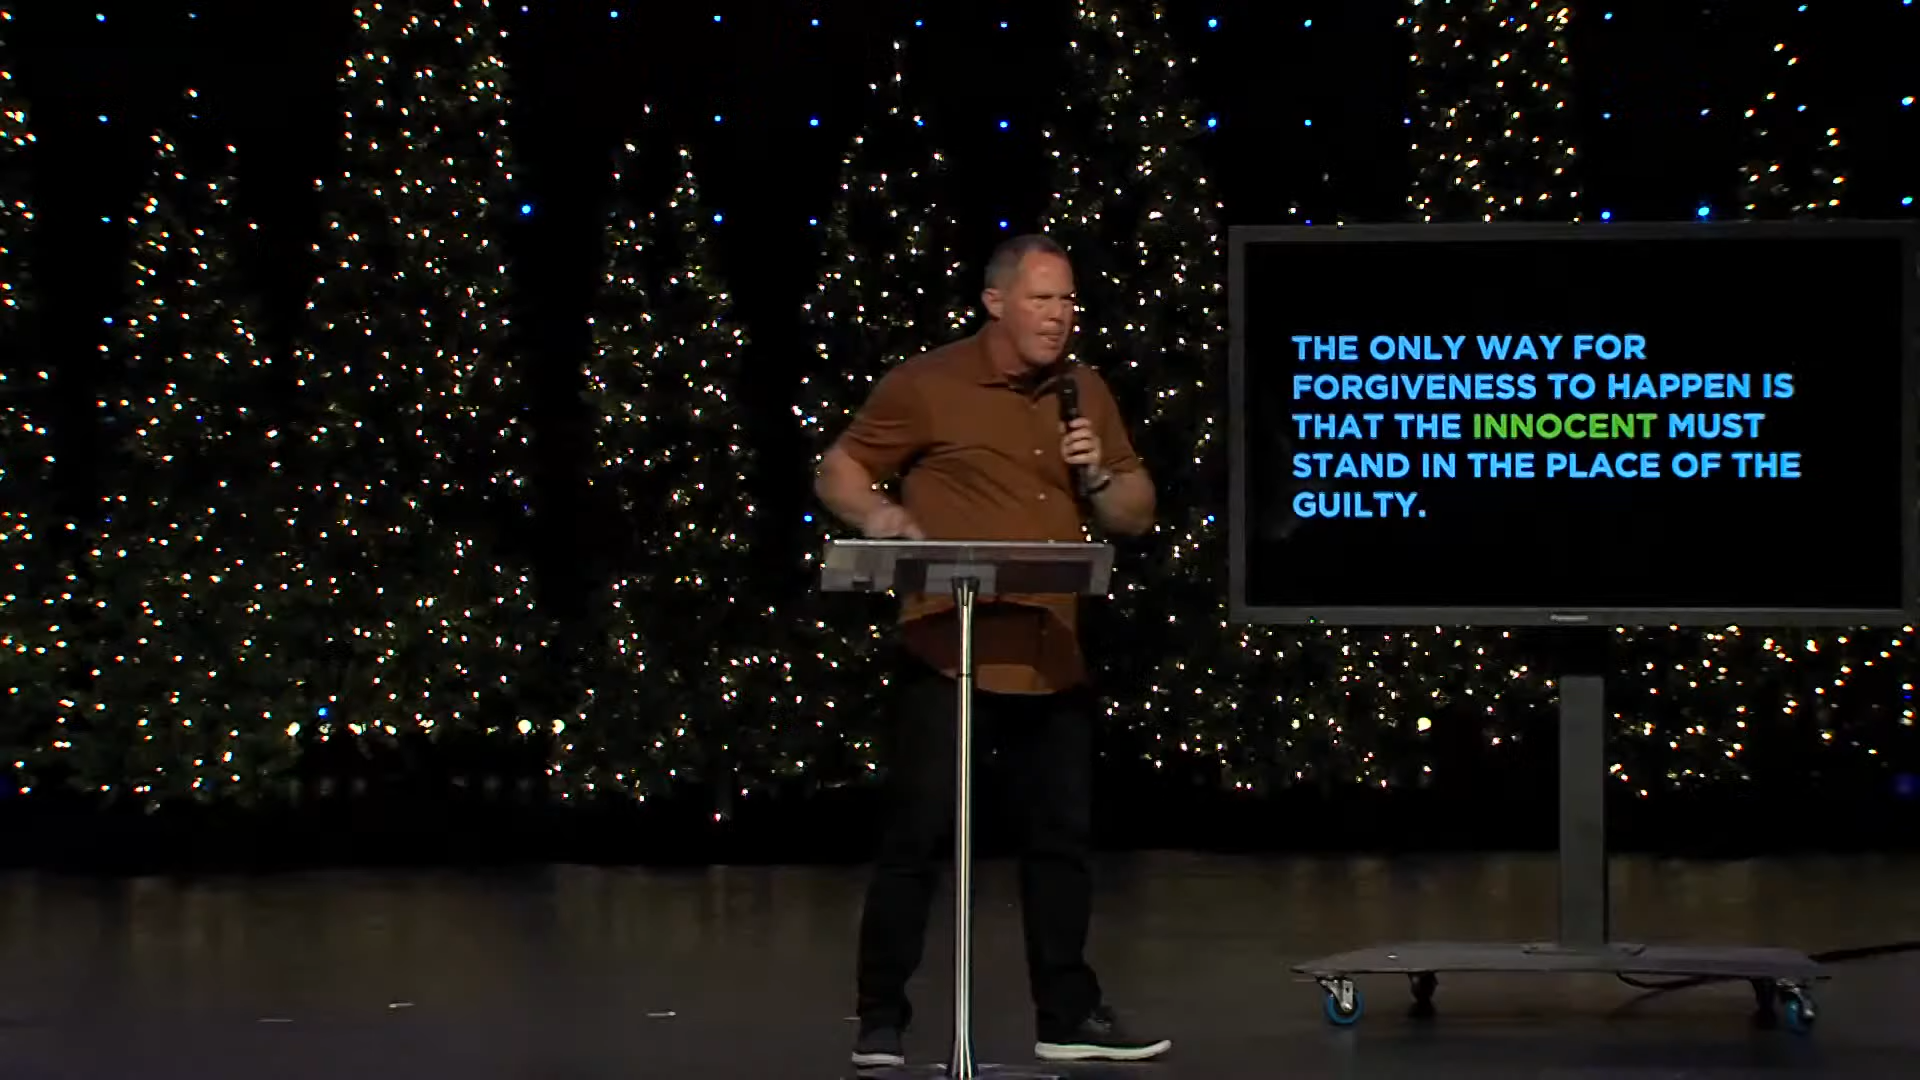 THE ONLY WAY FOR
FORGIVENESS TO HAPPEN IS
THAT THE INNOCENT MUST
STAND IN THE PLACE OF THE
GUILTY.
Panasonic